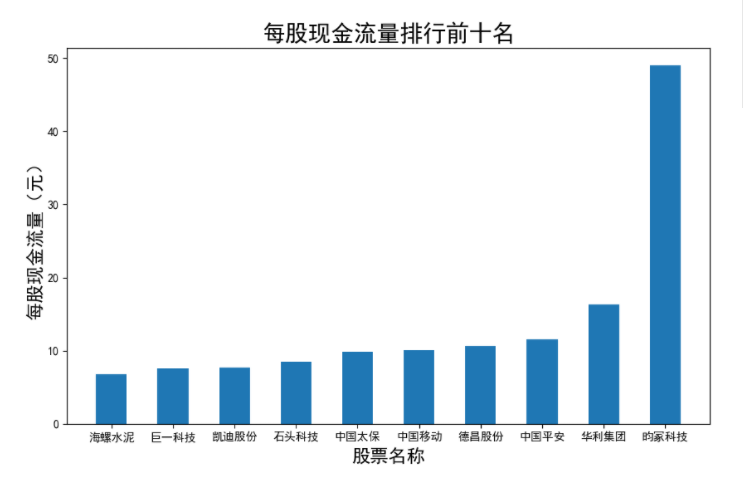 每股现金流量排行前十名
每股现金流量（元）
50
40
30
20
10
0
海螺水泥 巨一科技 凯迪股份 石头科技 中国太保 中国移动 德昌股份 中国平安 华利集团 昀冢科技
股票名称